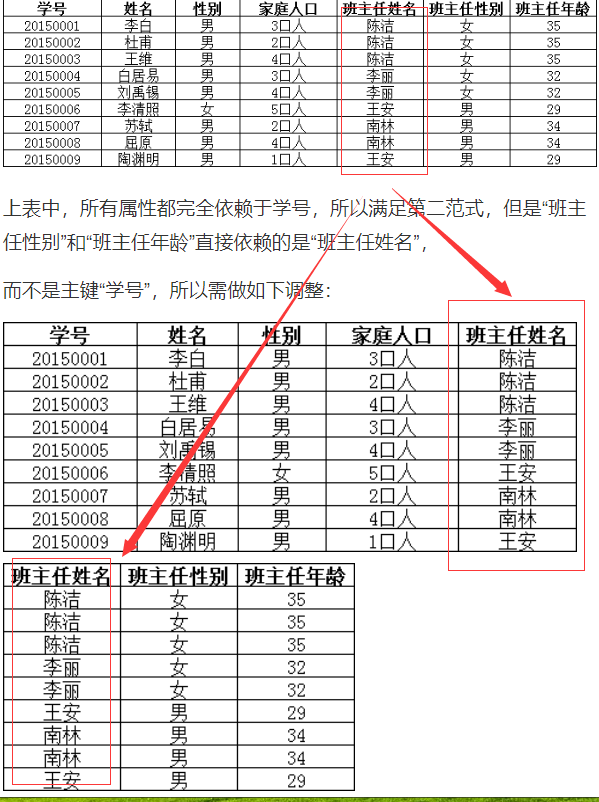 学号 姓名 性别 家庭人口 班主任姓名 班主任性别 班主任年龄
20150001 李白 男 3口人 陈洁 女 35
20150002 杜甫 男 2口人 陈洁 女 35
20150003 王维 男 4口人 陈洁 女 35
20150004 白居易 男 3口人 李丽 女 32
20150005 刘禹锡 男 4口人 李丽 女 32
20150006 李清照 女 5口人 王安 男 29
20150007 苏轼 男 2口人 南林 男 34
20150008 屈原 男 4口人 南林 男 34
20150009 陶渊明 男 1口人 王安 男 29
上表中，所有属性都完全依赖于学号，所以满足第二范式，但是“班主
任性别”和“班主任年龄”直接依赖的是“班主任姓名”，
而不是主键“学号”，所以需做如下调整：
学号 姓名 性别 家庭人口 班主任姓名
20150001 李白 男 3口人 陈洁
20150002 杜甫 男 2口人 陈洁
20150003 王维 男 4口人 陈洁
20150004 白居易 男 3口人 李丽
20150005 刘禹锡 男 4口人 李丽
20150006 李清照 女 5口人 王安
20150007 苏轼 男 2口人 南林
20150008 屈原 男 4口人 南林
20150009 陶渊明 男 1口人 王安
班主任姓名 班主任性别 班主任年龄
陈洁 女 35
陈洁 女 35
陈洁 女 35
李丽 女 32
李丽 女 32
王安 男 29
南林 男 34
南林 男 34
王安 男 29